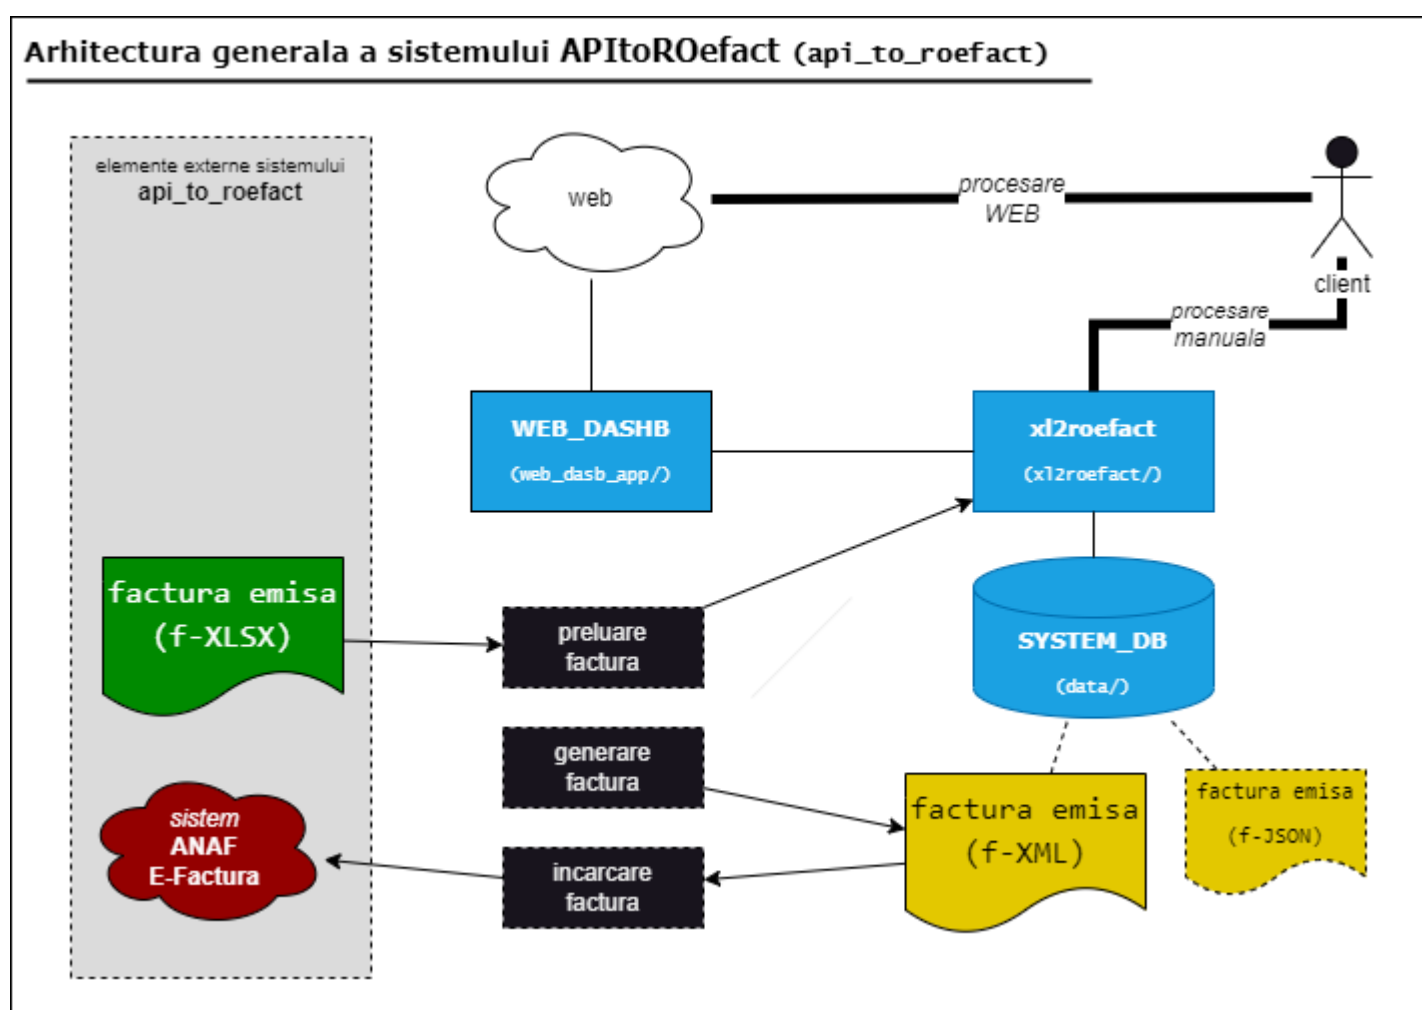 Arhitectura generala a sistemului APItoROefact (api_to_roefact)
elemente externe sistemului
api_to_roefact
web
procesare
WEB
client
procesare
manuala
WEB_DASHB
(web_dasb_app/)
xl2roefact
(xl2roefact/)
factura emisa
(f-XLSX)
preluare
factura
SYSTEM_DB
(data/)
generare
factura
factura emisa
(f-XML)
factura emisa
(f-JSON)
sistem
ANAF
E-Factura
incarcare
factura